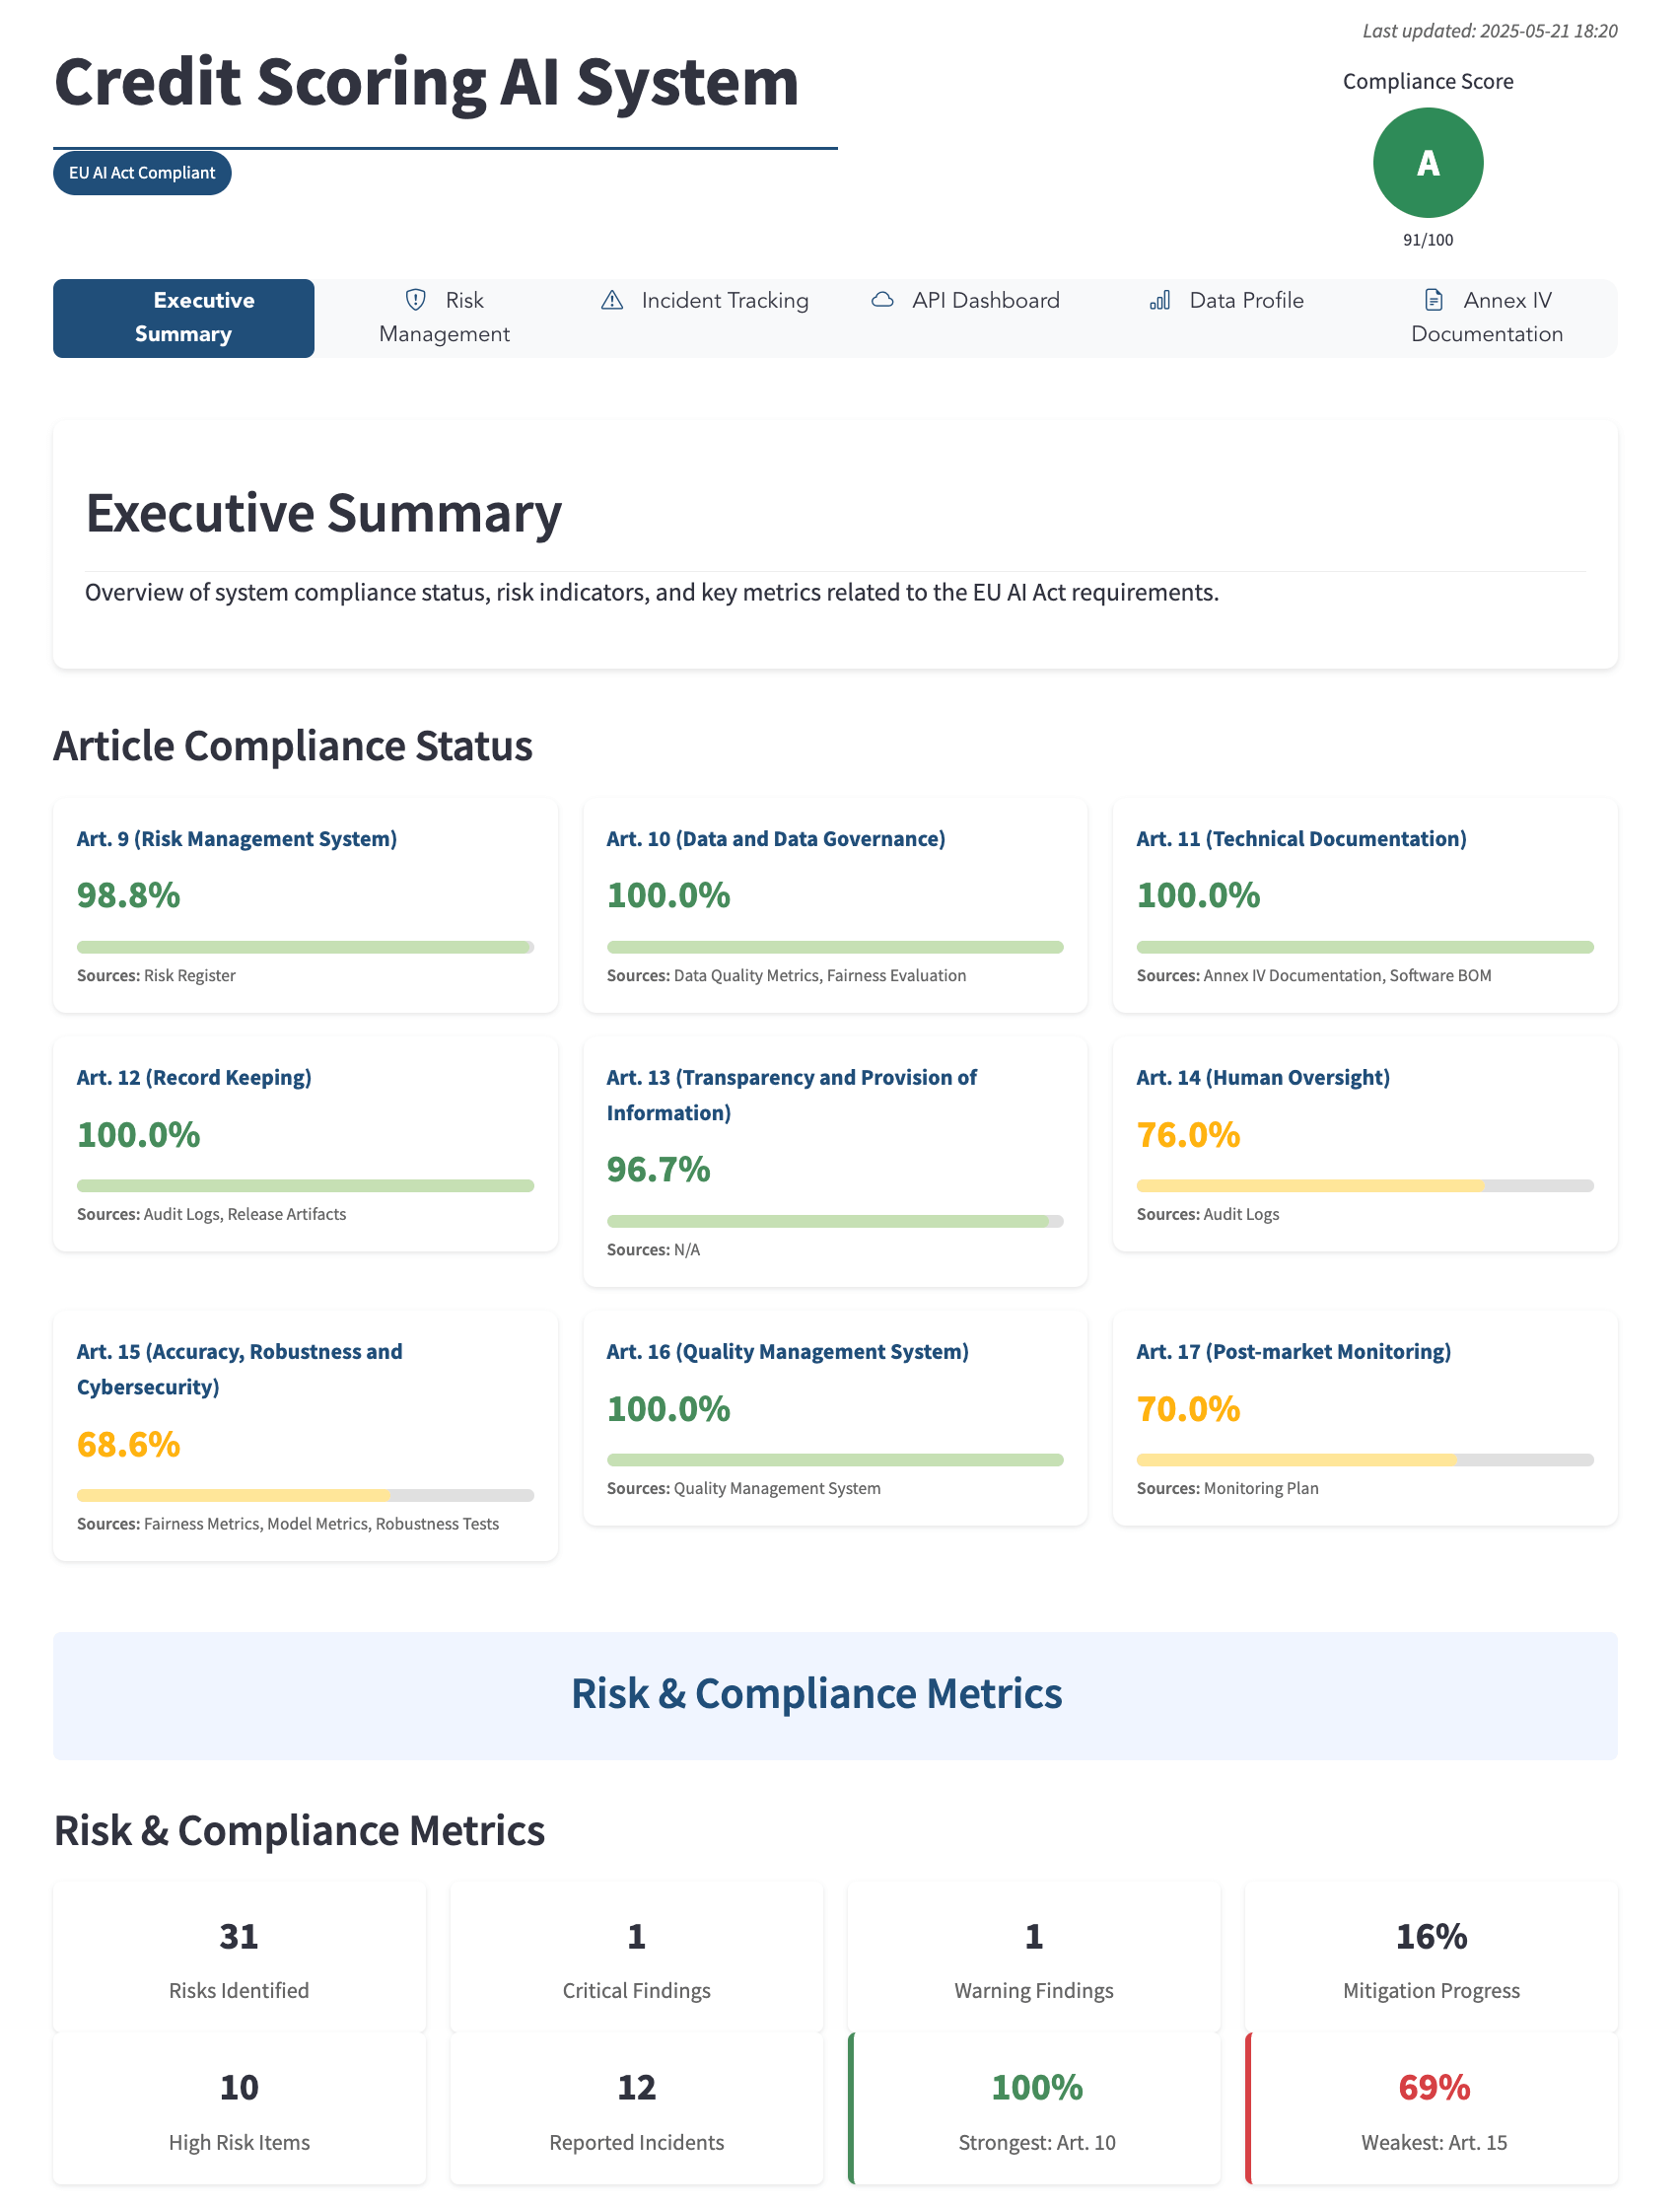 Last updated: 2025-05-21 18:20
Credit Scoring AI System
Compliance Score
EU AI Act Compliant
A
91/100
Executive
Summary
Risk
Management
Incident Tracking
API Dashboard
Data Profile
Annex IV
Documentation
Executive Summary
Overview of system compliance status, risk indicators, and key metrics related to the EU AI Act requirements.
Article Compliance Status
Art. 9 (Risk Management System)
98.8%
Sources: Risk Register
Art. 10 (Data and Data Governance)
100.0%
Sources: Data Quality Metrics, Fairness Evaluation
Art. 11 (Technical Documentation)
100.0%
Sources: Annex IV Documentation, Software BOM
Art. 12 (Record Keeping)
100.0%
Sources: Audit Logs, Release Artifacts
Art. 13 (Transparency and Provision of
Information)
96.7%
Sources: N/A
Art. 14 (Human Oversight)
76.0%
Sources: Audit Logs
Art. 15 (Accuracy, Robustness and
Cybersecurity)
68.6%
Sources: Fairness Metrics, Model Metrics, Robustness Tests
Art. 16 (Quality Management System)
100.0%
Sources: Quality Management System
Art. 17 (Post-market Monitoring)
70.0%
Sources: Monitoring Plan
Risk & Compliance Metrics
Risk & Compliance Metrics
31
Risks Identified
1
Critical Findings
1
Warning Findings
16%
Mitigation Progress
10
High Risk Items
12
Reported Incidents
100%
Strongest: Art. 10
69%
Weakest: Art. 15